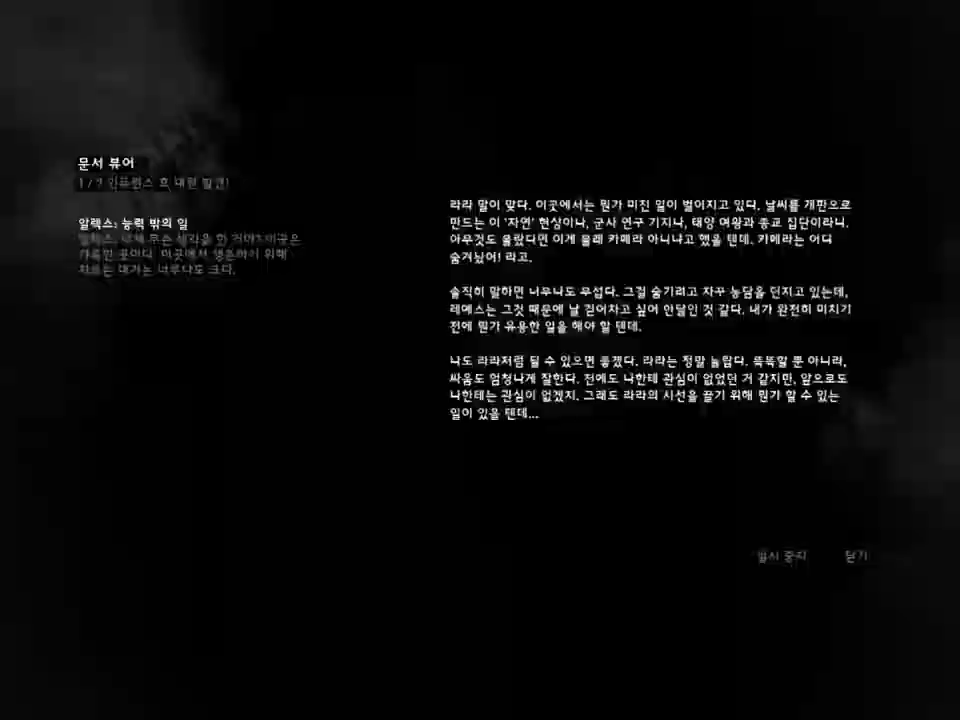 문서 뷰어
알렉스: 능력 밖의 일
치르는 대가는 너무나도 크다.
라라 말이 맞다. 이곳에서는 뭔가 미친 일이 벌어지고 있다. 날씨를 개판으로
만드는 이 '자연' 현상이나, 군사 연구 기지나, 태양 여왕과 종교 집단이라니.
아무것도 몰랐다면 이게 몰래 카메라 아니냐고 했을 텐데. 카메라는 어디
숨겨놨어! 라고.
솔직히 말하면 너무나도 무섭다. 그걸 숨기려고 자꾸 농담을 던지고 있는데,
레예스는 그것 때문에 날 걷어차고 싶어 안달인 것 같다. 내가 완전히 미치기
전에 뭔가 유용한 일을 해야 할 텐데.
나도 라라처럼 될 수 있으면 좋겠다. 라라는 정말 놀랍다. 똑똑할 뿐 아니라,
싸움도 엄청나게 잘한다. 전에도 나한테 관심이 없었던 거 같지만, 앞으로도
나한테는 관심이 없겠지. 그래도 라라의 시선을 끌기 위해 뭔가 할 수 있는
일이 있을 텐데...
닫기